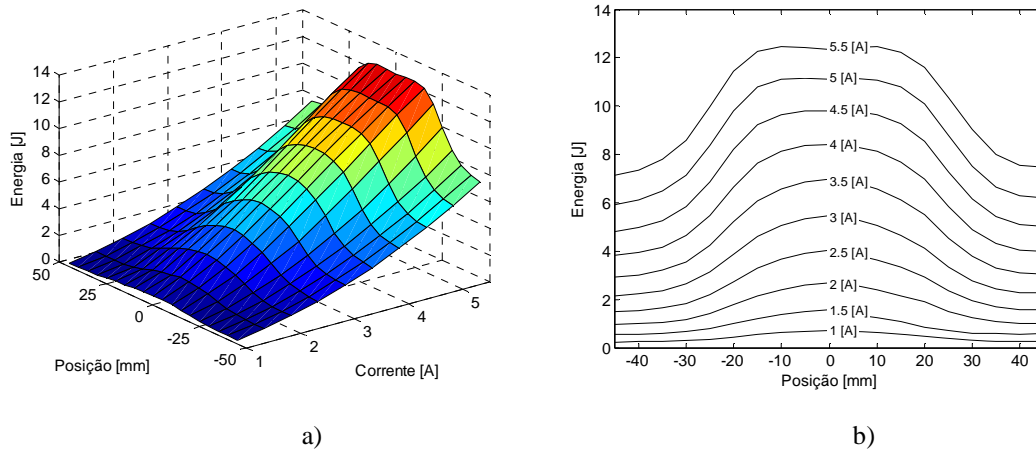 14
12
10
8
6
4
2
0
Energia [J]
50
25
0
-25
-50
Posição [mm]
1
2
3
4
5
Corrente [A]
a)
14
12
10
8
6
4
2
0
Energia [J]
5.5 [A]
5 [A]
4.5 [A]
4 [A]
3.5 [A]
3 [A]
2.5 [A]
2 [A]
1.5 [A]
1 [A]
-40
-30
-20
-10
0
10
20
30
40
Posição [mm]
b)